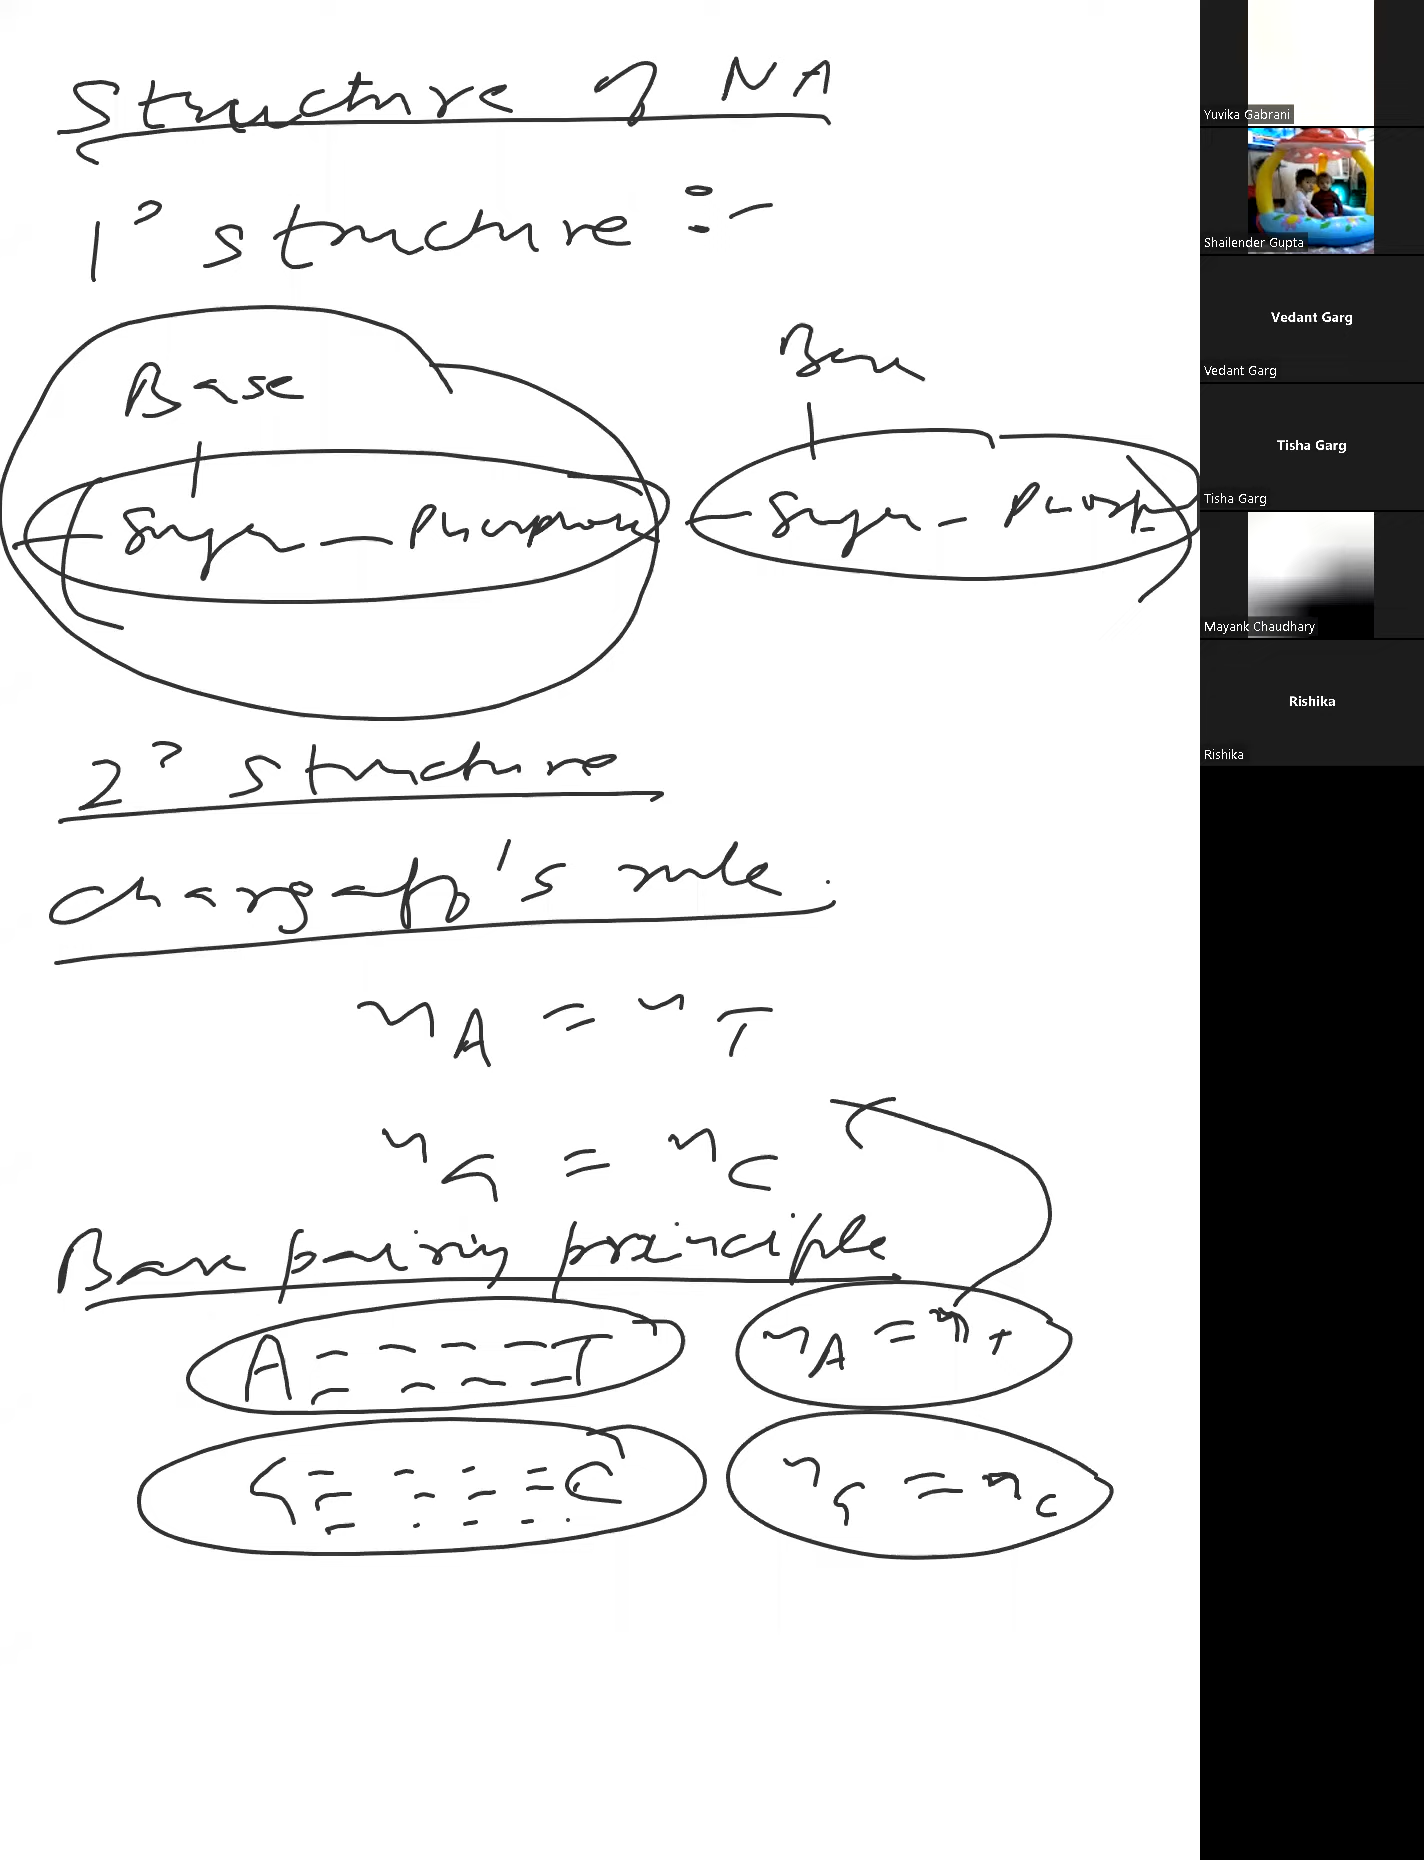 Structure of NA
1° structure :-
Base Base
- Sugar - Phosphate - Sugar - Phosp
2° structure
Chargaff's rule.
nA = nT
nG = nC
Base pairing principle
A = = = = T nA = nT
G ≡ ≡ ≡ ≡ C nG = nC
Yuvika Gabrani
Shailender Gupta
Vedant Garg
Vedant Garg
Tisha Garg
Tisha Garg
Mayank Chaudhary
Rishika
Rishika